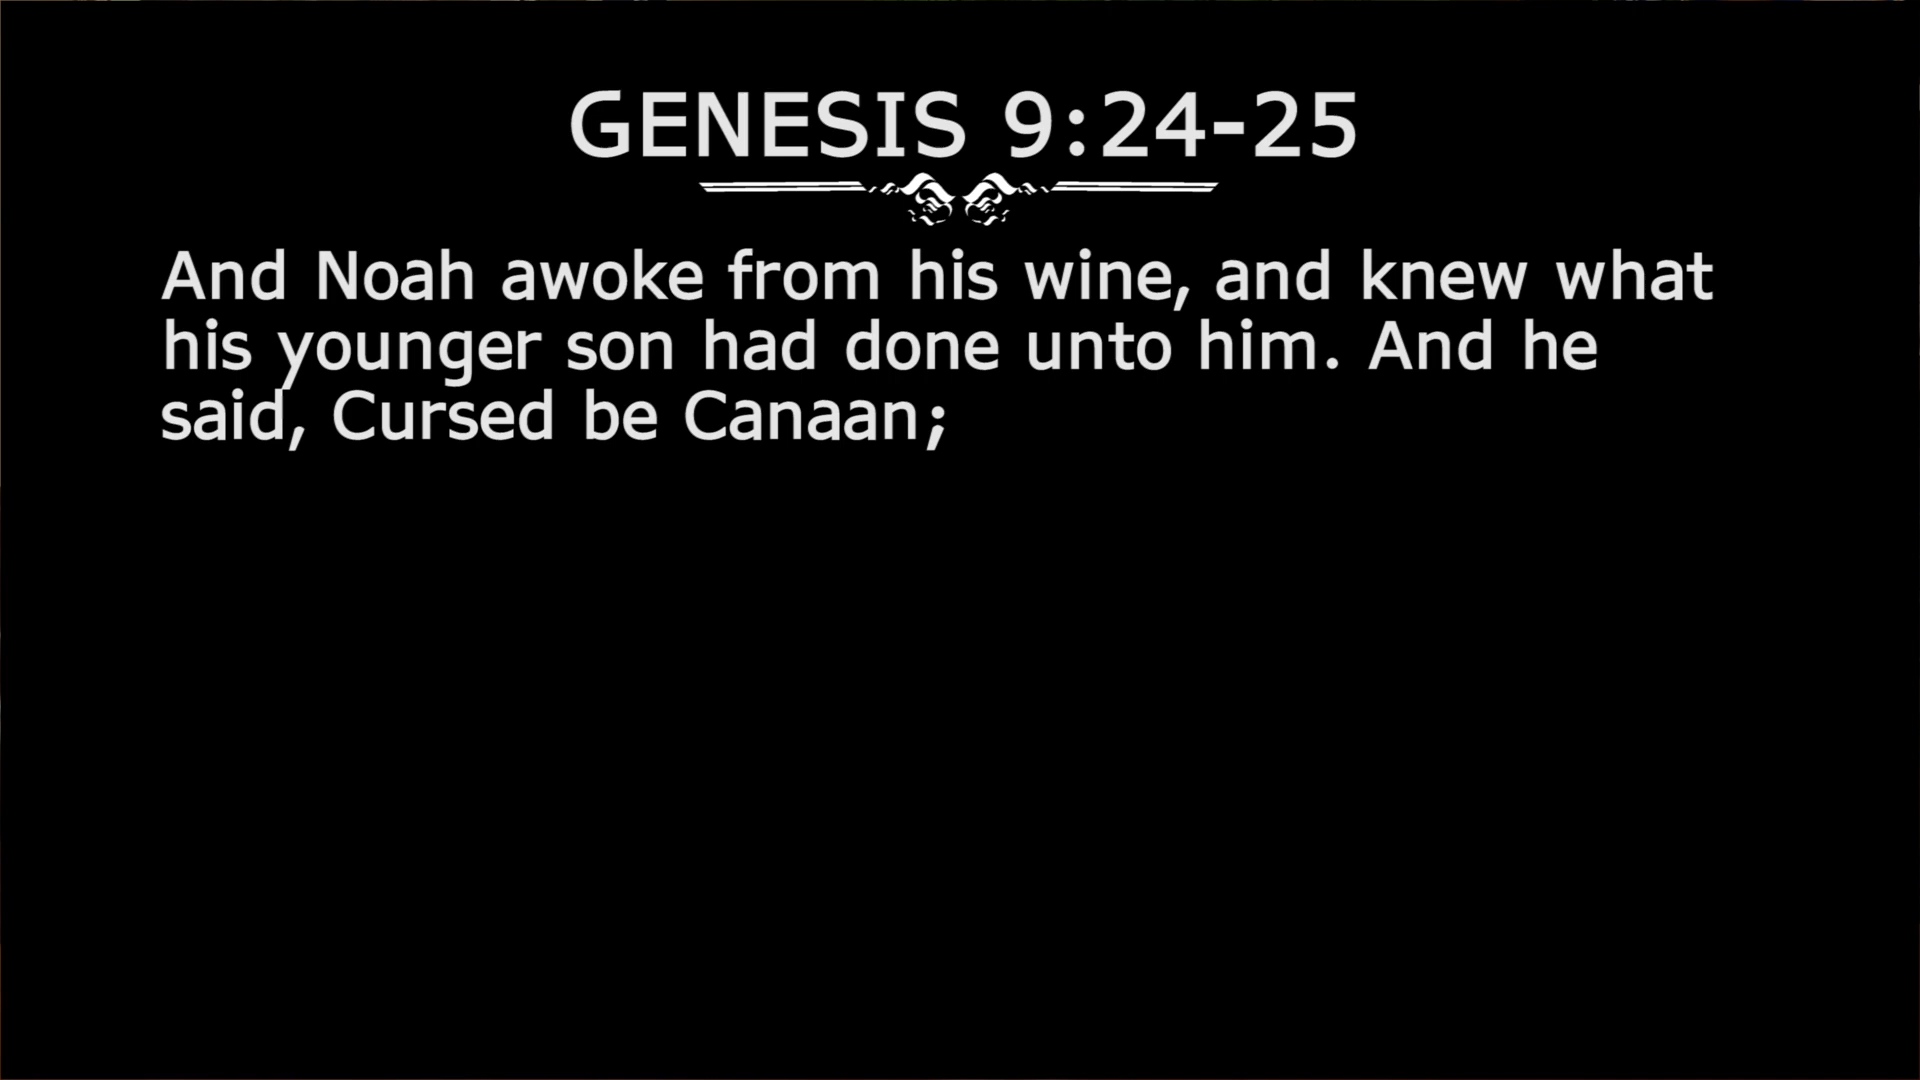 GENESIS 9:24-25
And Noah awoke from his wine, and knew what
his younger son had done unto him. And he
said, Cursed be Canaan;